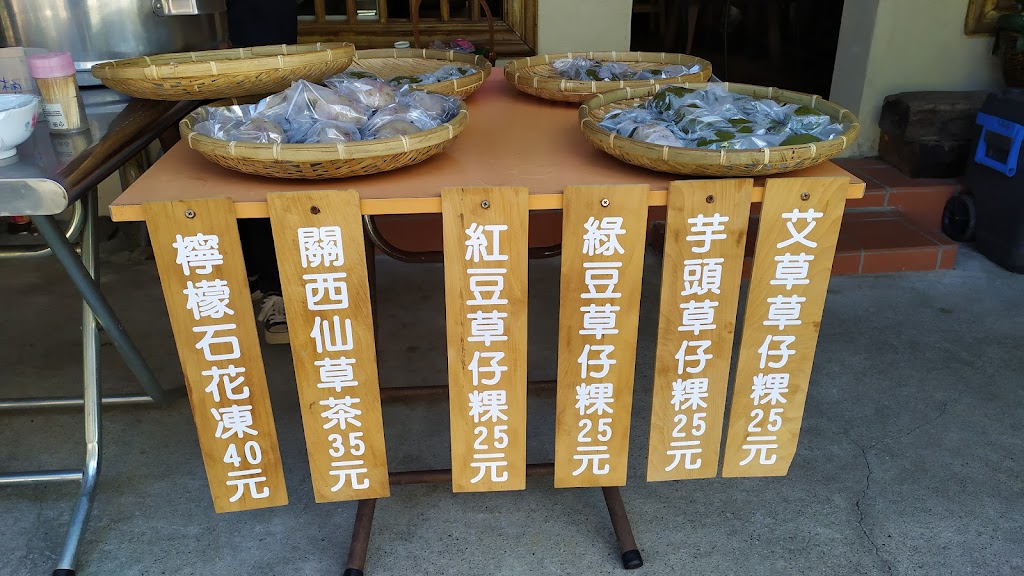 檸檬石花凍40元
關西仙草茶35元
紅豆草仔粿25元
綠豆草仔粿25元
芋頭草仔粿25元
艾草草仔粿25元